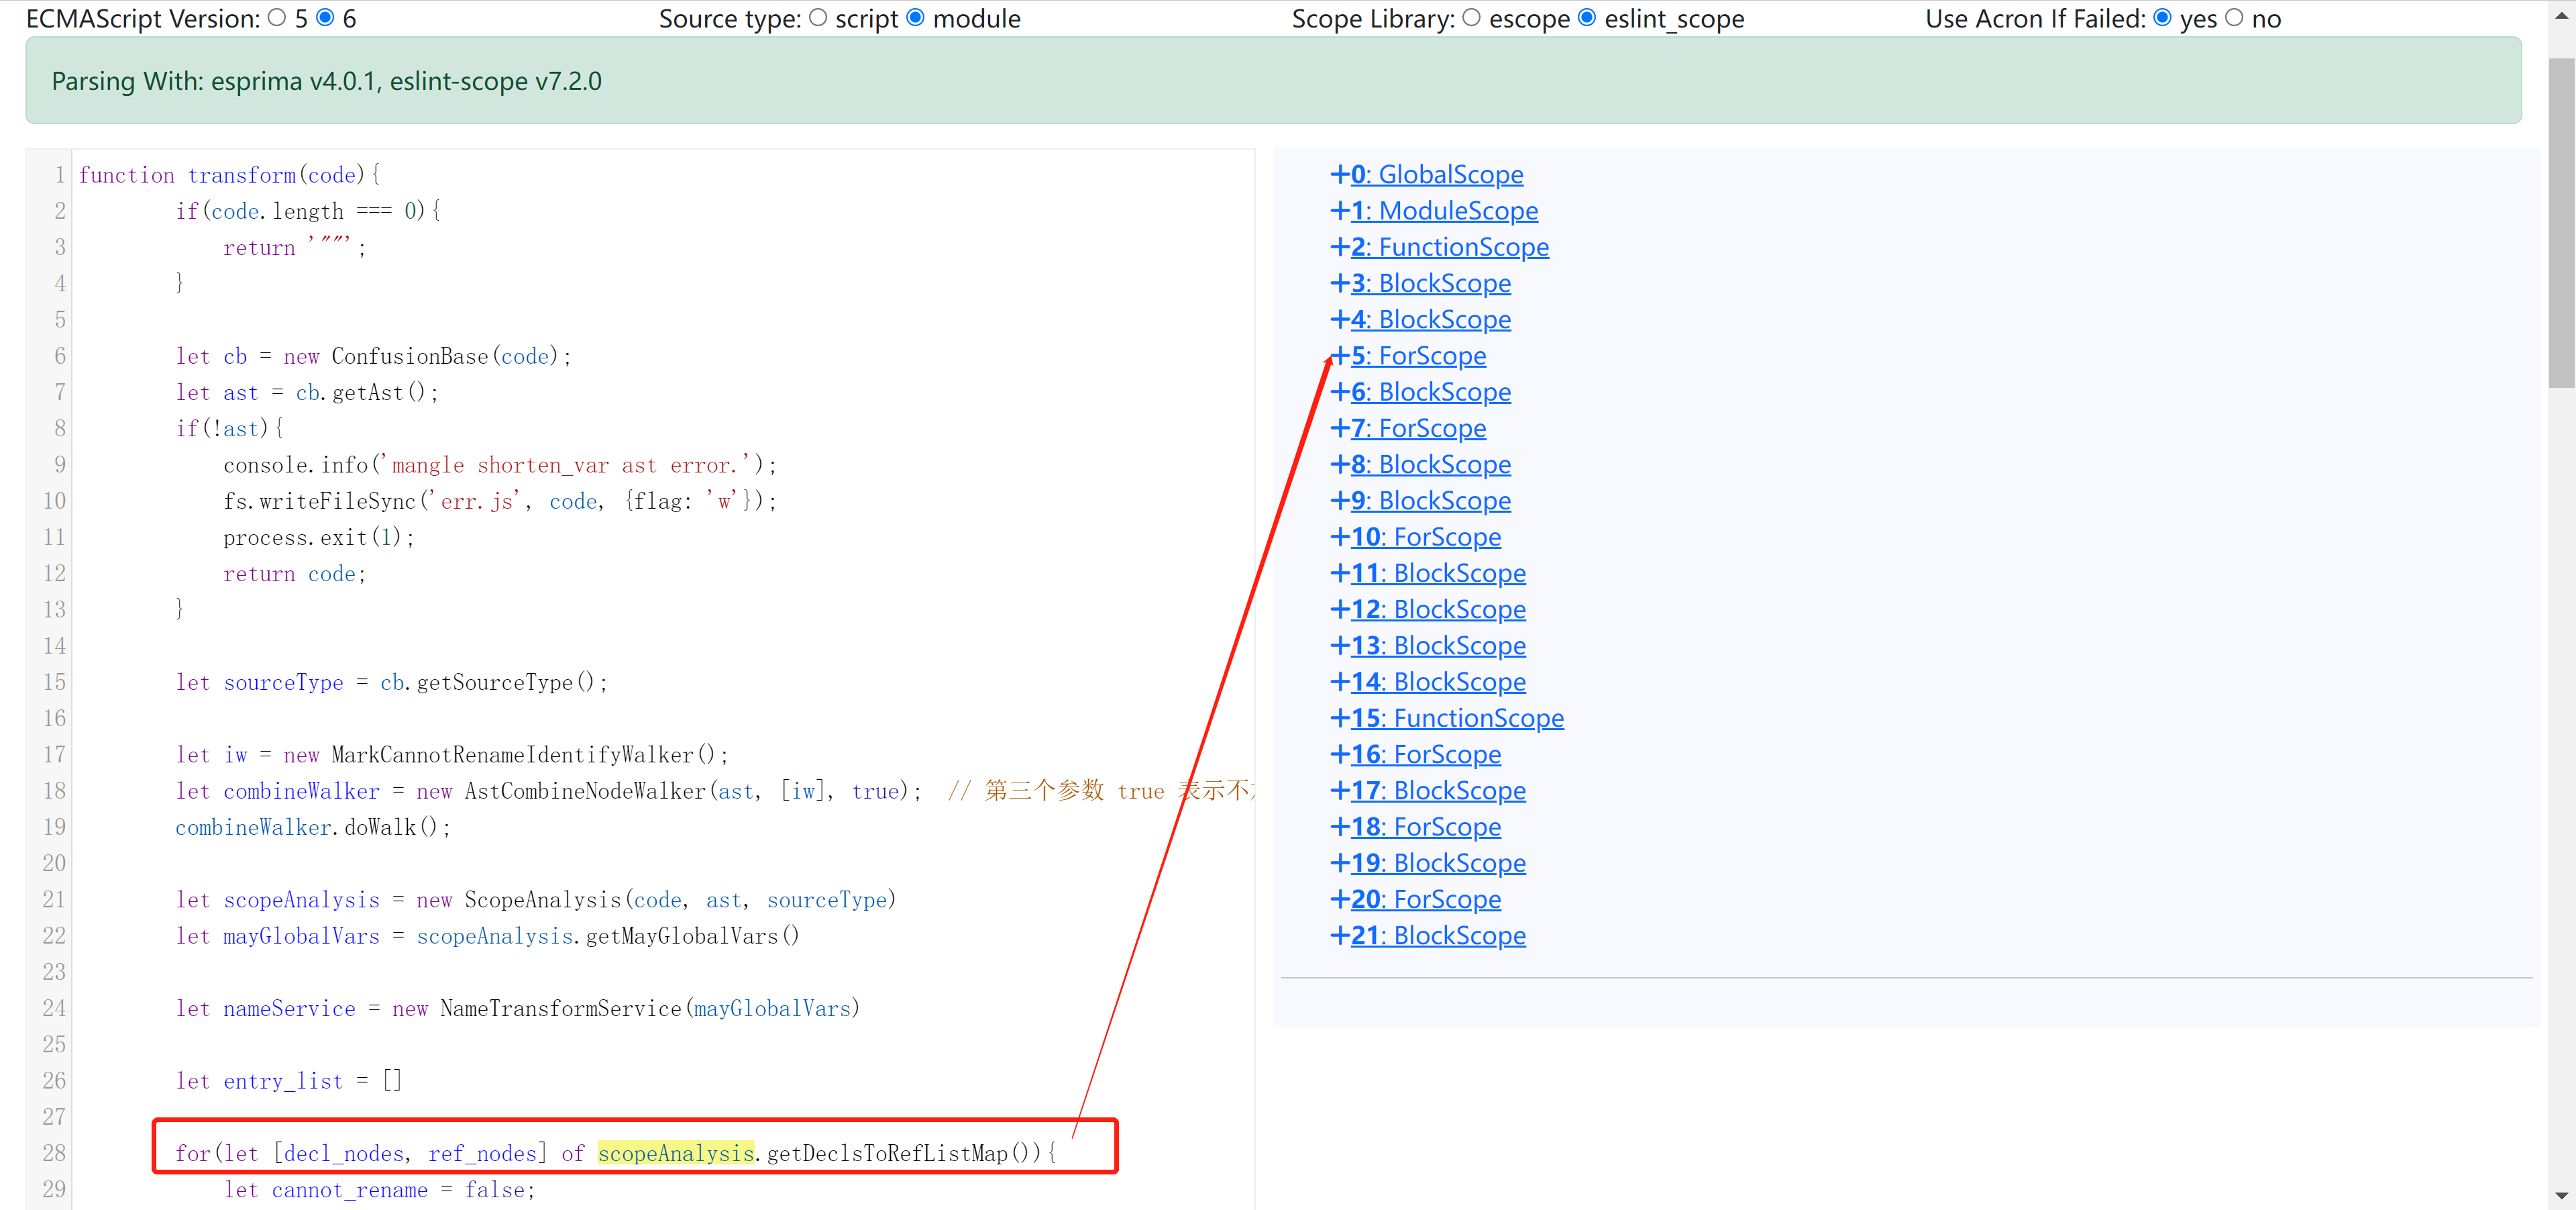 ECMAScript Version: 5 6 Source type: script module Scope Library: escope eslint_scope Use Acron If Failed: yes no
Parsing With: esprima v4.0.1, eslint-scope v7.2.0
1 function transform(code){
2 if(code.length === 0){
3 return '""';
4 }
5
6 let cb = new ConfusionBase(code);
7 let ast = cb.getAst();
8 if(!ast){
9 console.info('mangle shorten_var ast error.');
10 fs.writeFileSync('err.js', code, {flag: 'w'});
11 process.exit(1);
12 return code;
13 }
14
15 let sourceType = cb.getSourceType();
16
17 let iw = new MarkCannotRenameIdentifyWalker();
18 let combineWalker = new AstCombineNodeWalker(ast, [iw], true); // 第三个参数 true 表示不
19 combineWalker.doWalk();
20
21 let scopeAnalysis = new ScopeAnalysis(code, ast, sourceType)
22 let mayGlobalVars = scopeAnalysis.getMayGlobalVars()
23
24 let nameService = new NameTransformService(mayGlobalVars)
25
26 let entry_list = []
27
28 for(let [decl_nodes, ref_nodes] of scopeAnalysis.getDeclsToRefListMap()){
29 let cannot_rename = false;
+0: GlobalScope
+1: ModuleScope
+2: FunctionScope
+3: BlockScope
+4: BlockScope
+5: ForScope
+6: BlockScope
+7: ForScope
+8: BlockScope
+9: BlockScope
+10: ForScope
+11: BlockScope
+12: BlockScope
+13: BlockScope
+14: BlockScope
+15: FunctionScope
+16: ForScope
+17: BlockScope
+18: ForScope
+19: BlockScope
+20: ForScope
+21: BlockScope